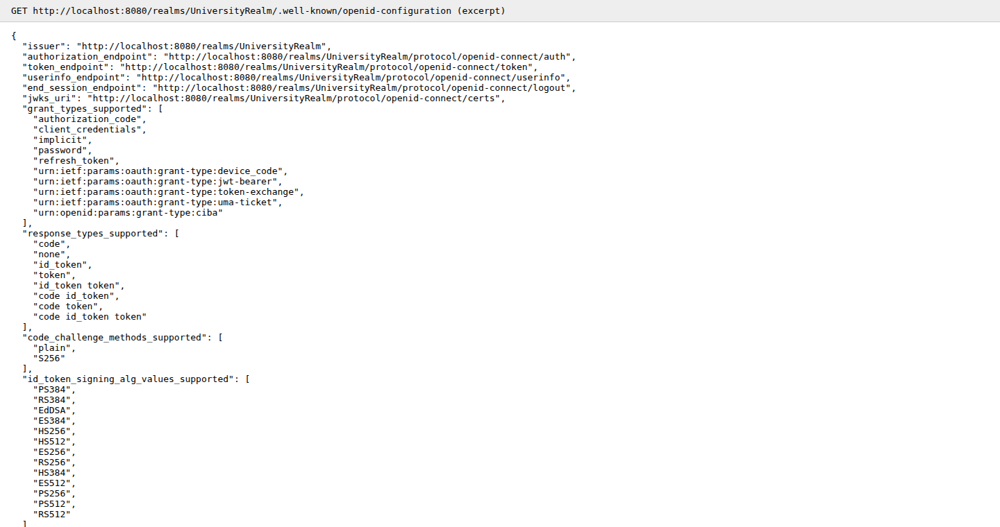 GET http://localhost:8080/realms/UniversityRealm/.well-known/openid-configuration (excerpt)
{
  "issuer": "http://localhost:8080/realms/UniversityRealm",
  "authorization_endpoint": "http://localhost:8080/realms/UniversityRealm/protocol/openid-connect/auth",
  "token_endpoint": "http://localhost:8080/realms/UniversityRealm/protocol/openid-connect/token",
  "userinfo_endpoint": "http://localhost:8080/realms/UniversityRealm/protocol/openid-connect/userinfo",
  "end_session_endpoint": "http://localhost:8080/realms/UniversityRealm/protocol/openid-connect/logout",
  "jwks_uri": "http://localhost:8080/realms/UniversityRealm/protocol/openid-connect/certs",
  "grant_types_supported": [
    "authorization_code",
    "client_credentials",
    "implicit",
    "password",
    "refresh_token",
    "urn:ietf:params:oauth:grant-type:device_code",
    "urn:ietf:params:oauth:grant-type:jwt-bearer",
    "urn:ietf:params:oauth:grant-type:token-exchange",
    "urn:ietf:params:oauth:grant-type:uma-ticket",
    "urn:openid:params:grant-type:ciba"
  ],
  "response_types_supported": [
    "code",
    "none",
    "id_token",
    "token",
    "id_token token",
    "code id_token",
    "code token",
    "code id_token token"
  ],
  "code_challenge_methods_supported": [
    "plain",
    "S256"
  ],
  "id_token_signing_alg_values_supported": [
    "PS384",
    "RS384",
    "EdDSA",
    "ES384",
    "HS256",
    "HS512",
    "ES256",
    "RS256",
    "HS384",
    "ES512",
    "PS256",
    "PS512",
    "RS512"
  ]